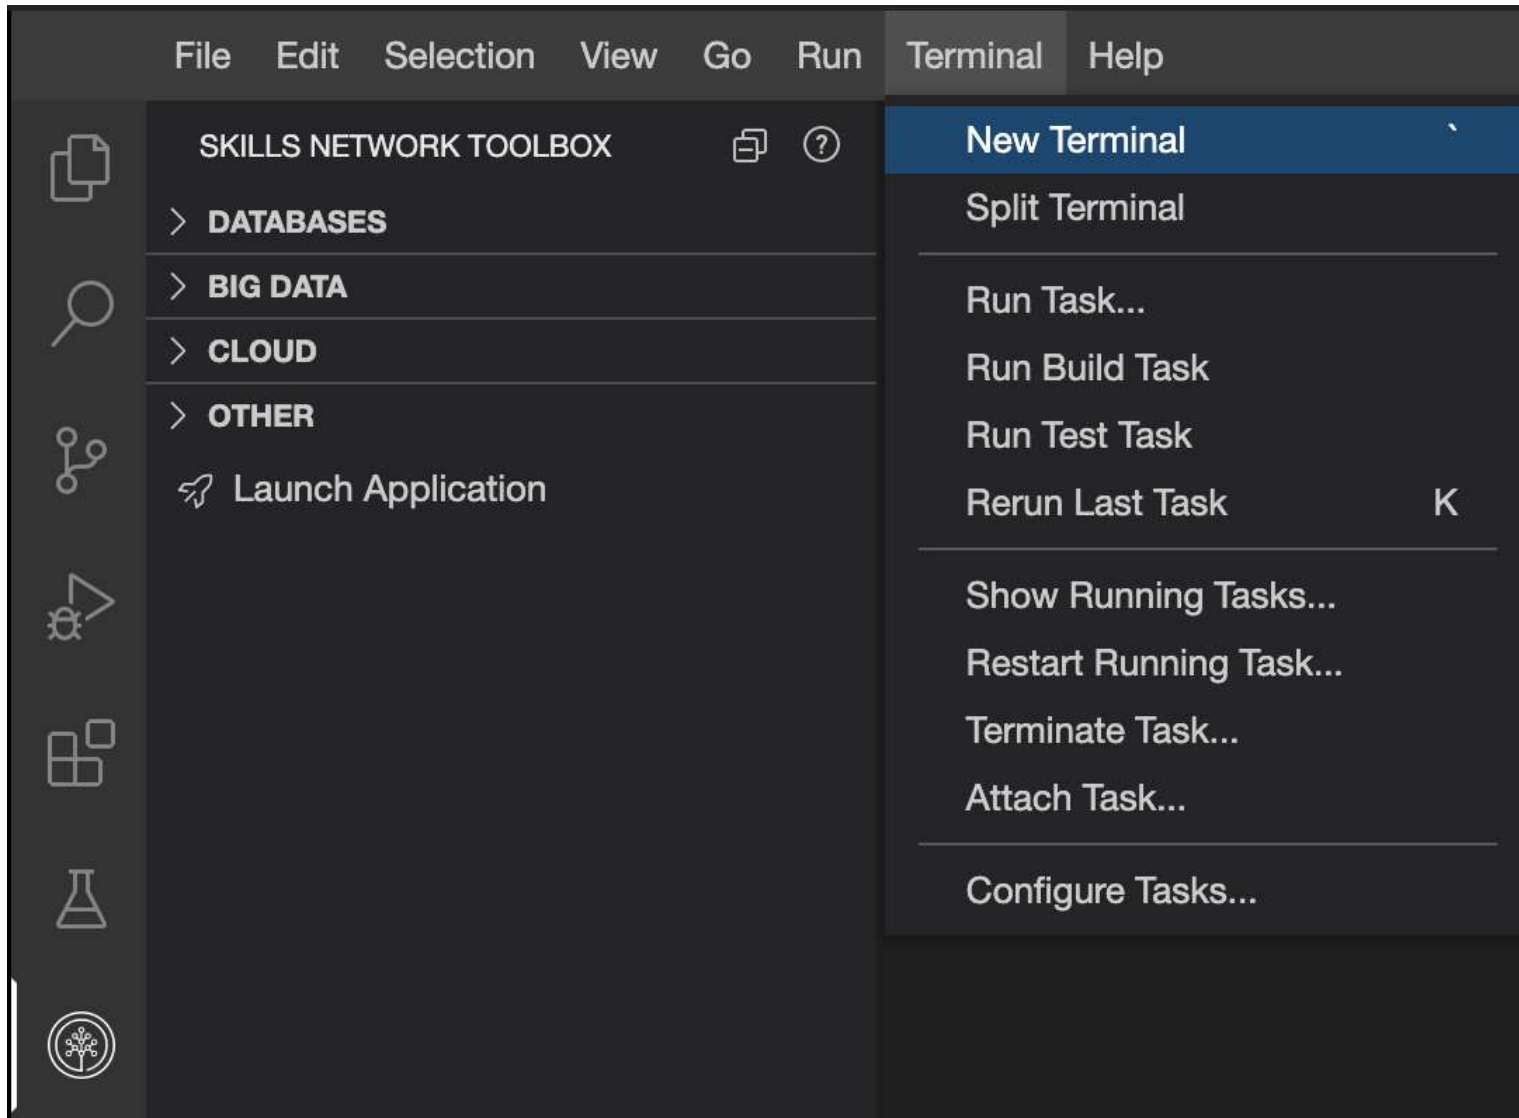 File Edit Selection View Go Run Terminal Help
SKILLS NETWORK TOOLBOX
DATABASES
BIG DATA
CLOUD
OTHER
Launch Application
New Terminal `
Split Terminal
Run Task...
Run Build Task
Run Test Task
Rerun Last Task K
Show Running Tasks...
Restart Running Task...
Terminate Task...
Attach Task...
Configure Tasks...